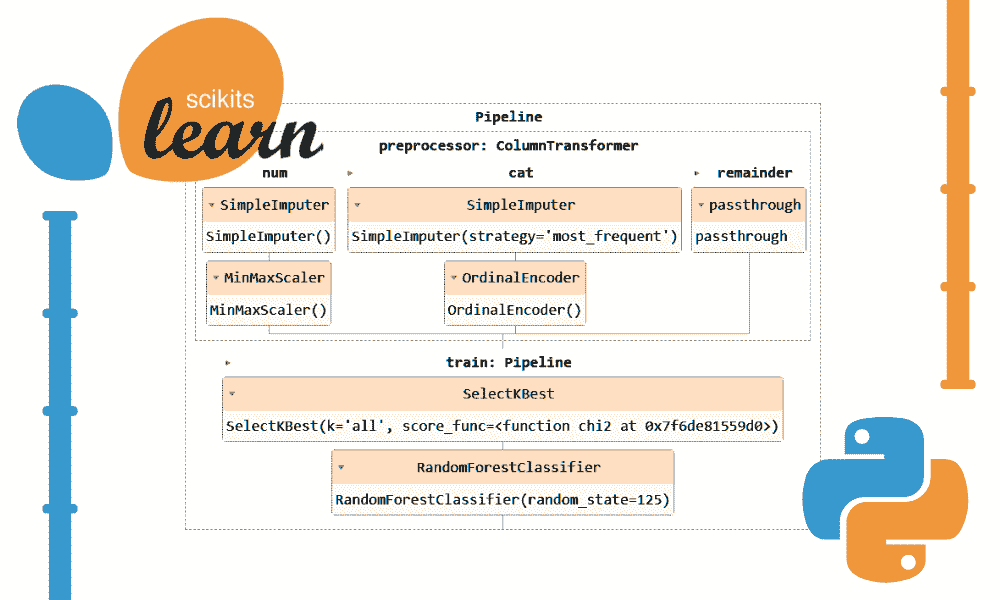 scikits
learn
Pipeline
preprocessor: ColumnTransformer
num cat remainder
SimpleImputer SimpleImputer passthrough
SimpleImputer() SimpleImputer(strategy='most_frequent') passthrough
MinMaxScaler OrdinalEncoder
MinMaxScaler() OrdinalEncoder()
train: Pipeline
SelectKBest
SelectKBest(k='all', score_func=<function chi2 at 0x7f6de81559d0>)
RandomForestClassifier
RandomForestClassifier(random_state=125)